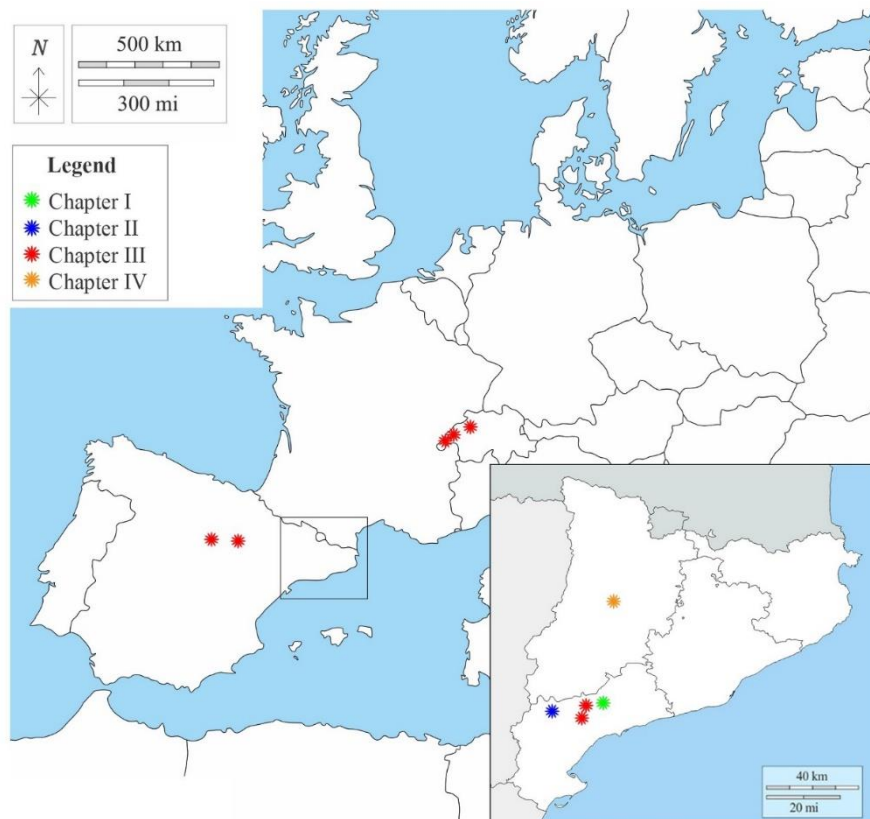 N
500 km
300 mi
Legend
Chapter I
Chapter II
Chapter III
Chapter IV
40 km
20 mi